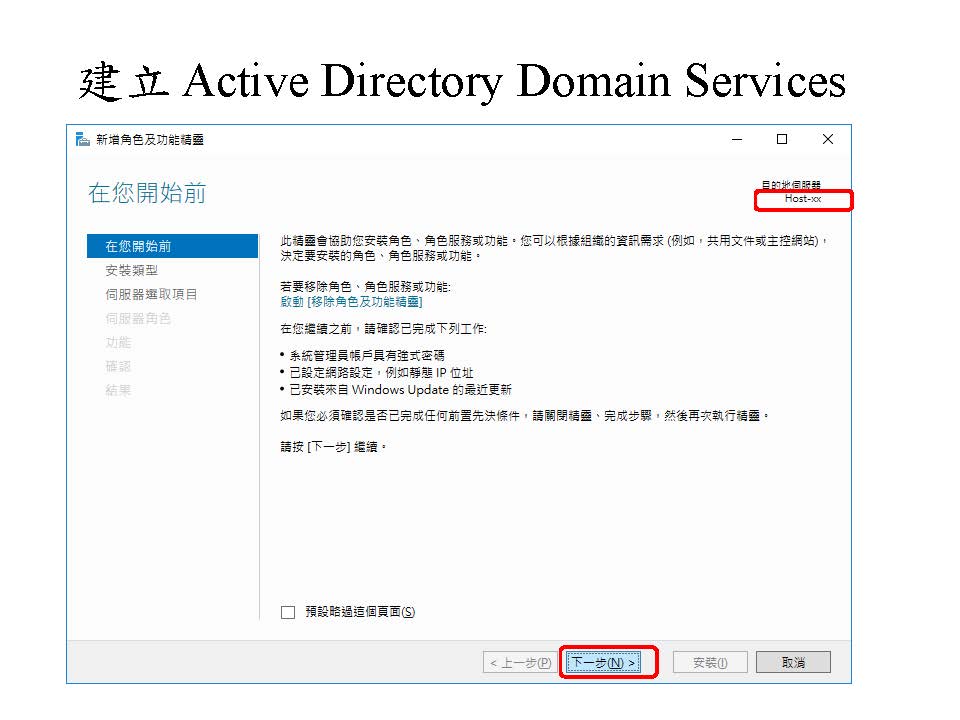 建立 Active Directory Domain Services
新增角色及功能精靈
在您開始前
目的地伺服器
Host-xx
在您開始前
安裝類型
伺服器選取項目
伺服器角色
功能
確認
結果
此精靈會協助您安裝角色、角色服務或功能。您可以根據組織的資訊需求 (例如，共用文件或主控網站)，
決定要安裝的角色、角色服務或功能。
若要移除角色、角色服務或功能:
啟動 [移除角色及功能精靈]
在您繼續之前，請確認已完成下列工作:
• 系統管理員帳戶具有強式密碼
• 已設定網路設定，例如靜態 IP 位址
• 已安裝來自 Windows Update 的最近更新
如果您必須確認是否已完成任何前置先決條件，請關閉精靈、完成步驟，然後再次執行精靈。
請按 [下一步] 繼續。
預設略過這個頁面(S)
< 上一步(P) 下一步(N) > 安裝(I) 取消